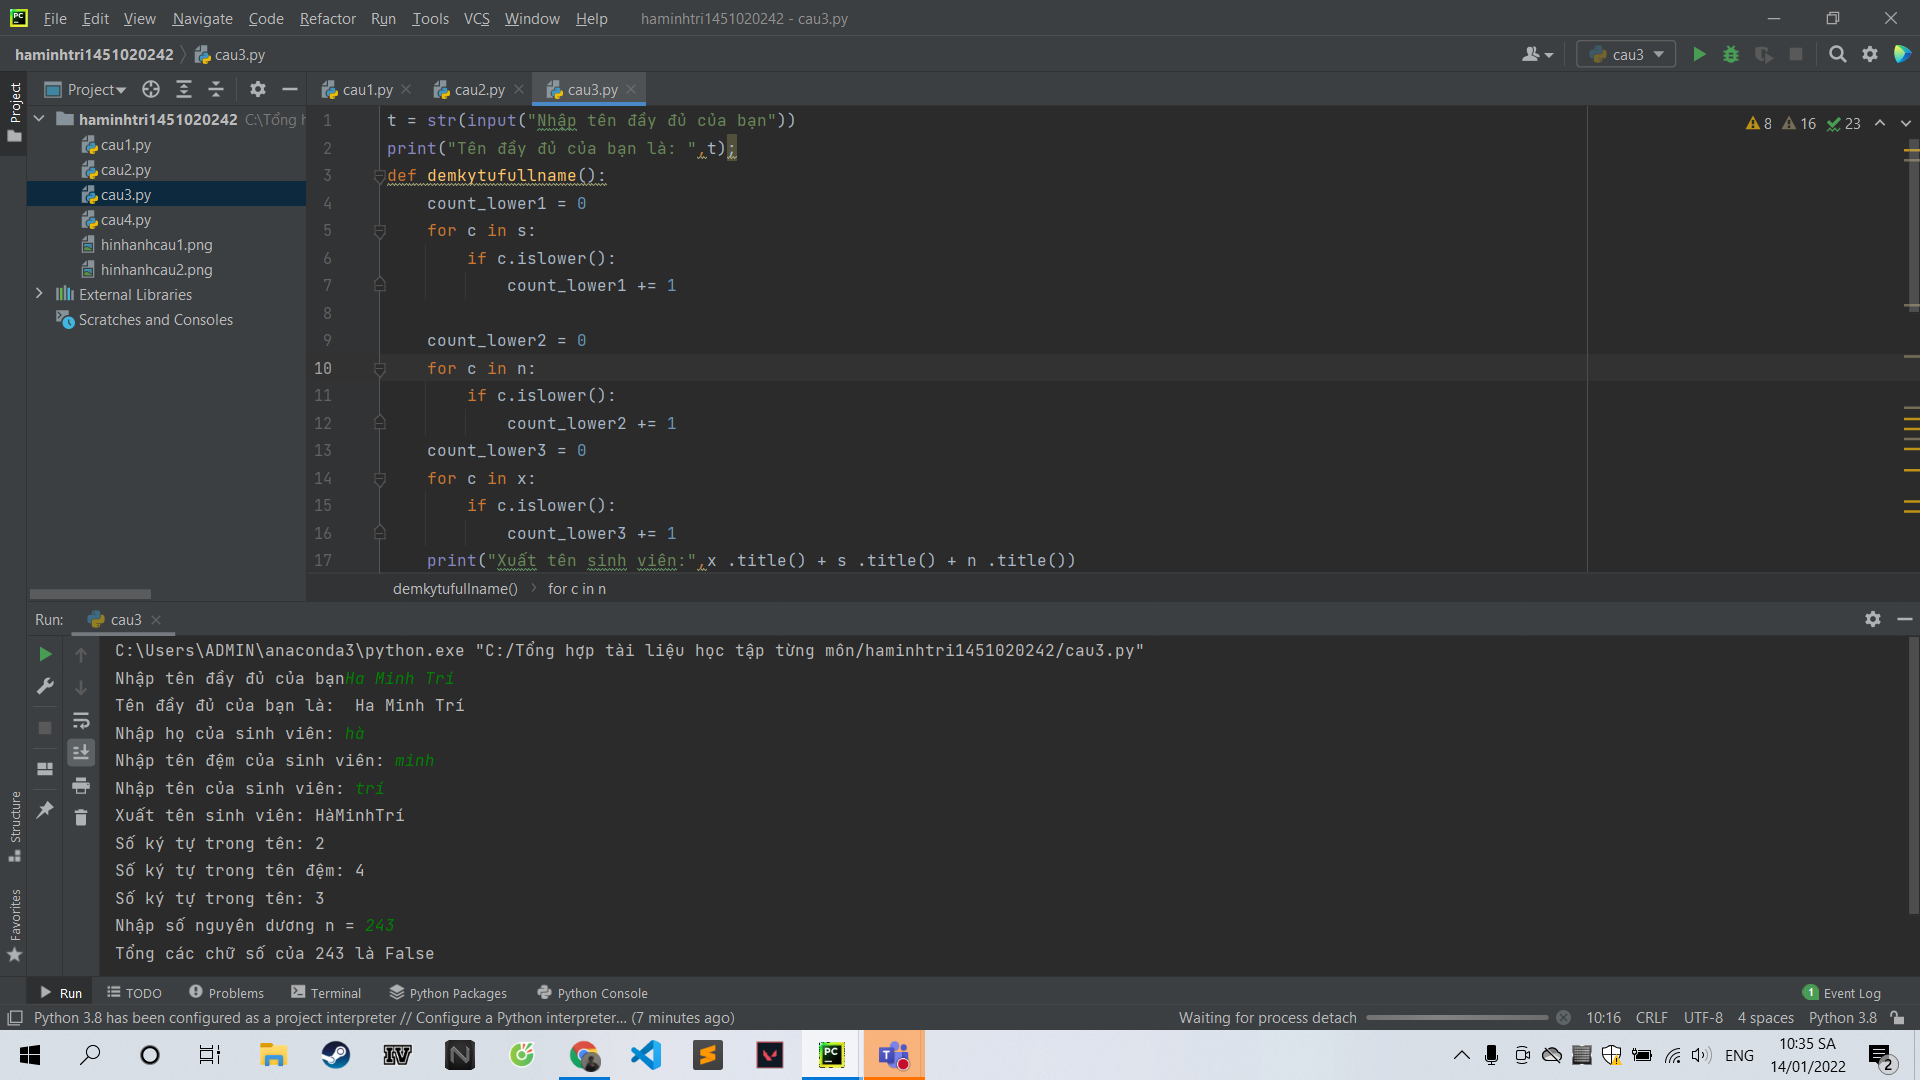 File Edit View Navigate Code Refactor Run Tools VCS Window Help haminhtri1451020242 - cau3.py
haminhtri1451020242 cau3.py cau3
Project cau1.py cau2.py cau3.py
Project
haminhtri1451020242 C:\Tổng h
cau1.py
cau2.py
cau3.py
cau4.py
hinhanhcau1.png
hinhanhcau2.png
External Libraries
Scratches and Consoles
8 16 23
1 t = str(input("Nhập tên đầy đủ của bạn"))
2 print("Tên đầy đủ của bạn là: ",t);
3 def demkytufullname():
4 count_lower1 = 0
5 for c in s:
6 if c.islower():
7 count_lower1 += 1
8
9 count_lower2 = 0
10 for c in n:
11 if c.islower():
12 count_lower2 += 1
13 count_lower3 = 0
14 for c in x:
15 if c.islower():
16 count_lower3 += 1
17 print("Xuất tên sinh viên:",x .title() + s .title() + n .title())
demkytufullname() for c in n
Run: cau3
C:\Users\ADMIN\anaconda3\python.exe "C:/Tổng hợp tài liệu học tập từng môn/haminhtri1451020242/cau3.py"
Nhập tên đầy đủ của bạnHa Minh Trí
Tên đầy đủ của bạn là:  Ha Minh Trí
Nhập họ của sinh viên: hà
Nhập tên đệm của sinh viên: minh
Nhập tên của sinh viên: trí
Xuất tên sinh viên: HàMinhTrí
Số ký tự trong tên: 2
Số ký tự trong tên đệm: 4
Số ký tự trong tên: 3
Nhập số nguyên dương n = 243
Tổng các chữ số của 243 là False
Structure
Favorites
Run TODO Problems Terminal Python Packages Python Console 1 Event Log
Python 3.8 has been configured as a project interpreter // Configure a Python interpreter... (7 minutes ago) Waiting for process detach 10:16 CRLF UTF-8 4 spaces Python 3.8
ENG 10:35 SA
14/01/2022 2